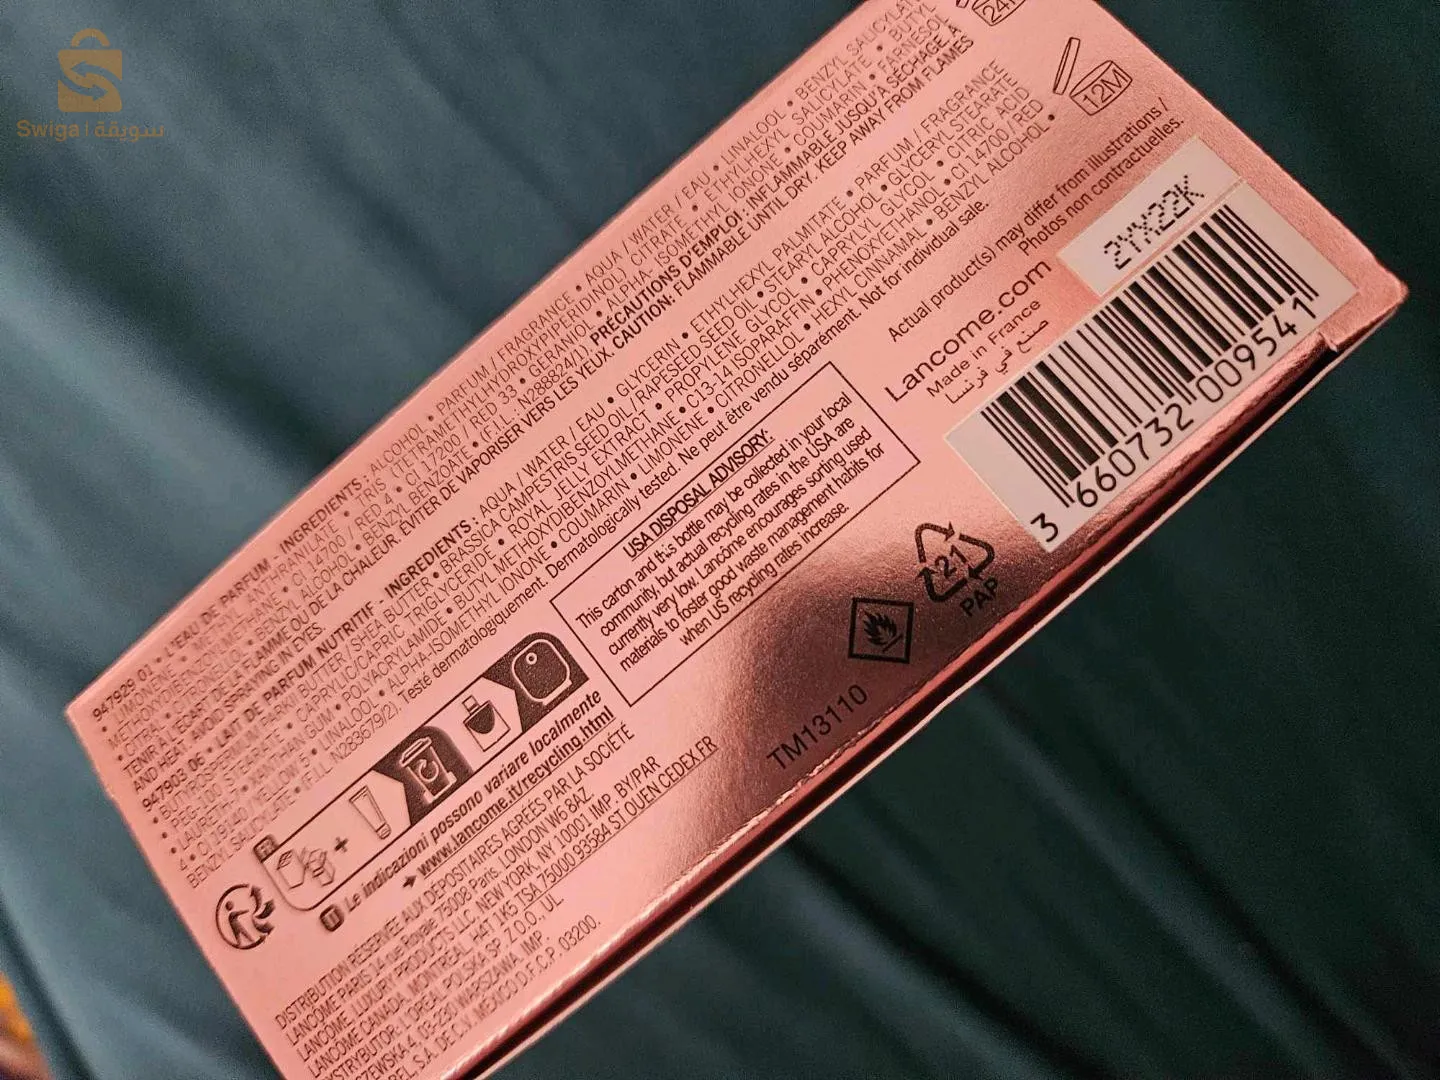 Swiga | سويقة
24M
12M
947929 01 • L'EAU DE PARFUM INGREDIENTS : ALCOHOL • PARFUM / FRAGRANCE • AQUA / WATER / EAU • LINALOOL • BENZYL SALICYLATE
LIMONENE • TRIS (TETRAMETHYLHYDROXYPIPERIDINOL) CITRATE • ETHYLHEXYL SALICYLATE • BUTYL
METHOXYDIBENZOYLMETHANE • CI 14700 / RED 4 • CI 17200 / RED 33 • GERANIOL • ALPHA-ISOMETHYL IONONE • COUMARIN • FARNESOL
BENZYL ALCOHOL • BENZYL BENZOATE • F.I.L. N288824/1) PRÉCAUTIONS D'EMPLOI : INFLAMMABLE JUSQU'A SÉCHAGE. À
TENIR A L'ÉCART DE LA FLAMME OU DE LA CHALEUR. ÉVITER DE VAPORISER VERS LES YEUX. CAUTION: FLAMMABLE UNTIL DRY. KEEP AWAY FROM FLAMES
AND HEAT. AVOID SPRAYING IN EYES
947903 06 • LAIT DE PARFUM NUTRITIF INGREDIENTS : AQUA / WATER / EAU • GLYCERIN • ETHYLHEXYL PALMITATE • PARFUM / FRAGRANCE
BUTYROSPERMUM PARKII BUTTER / SHEA BUTTER • BRASSICA CAMPESTRIS SEED OIL / RAPESEED SEED OIL • STEARYL ALCOHOL • GLYCERYL STEARATE
PEG-100 STEARATE • CAPRYLIC/CAPRIC TRIGLYCERIDE • ROYAL JELLY EXTRACT • PROPYLENE GLYCOL • CAPRYLYL GLYCOL • CITRIC ACID
XANTHAN GUM • POLYACRYLAMIDE • BUTYL METHOXYDIBENZOYLMETHANE • C13-14 ISOPARAFFIN • PHENOXYETHANOL • CI 14700 / RED
4 • CI 19140 / YELLOW 5 • LINALOOL • ALPHA-ISOMETHYL IONONE • COUMARIN • LIMONENE • CITRONELLOL • HEXYL CINNAMAL • BENZYL ALCOHOL •
BENZYL SALICYLATE • F.I.L. N283679/2). Testé dermatologiquement. Dermatologically tested. Ne peut être vendu séparément. Not for individual sale.
Actual product(s) may differ from illustrations /
Photos non contractuelles.
Lancome.com
Made in France
صنع في فرنسا
2YX22K
3 660732 009541
USA DISPOSAL ADVISORY:
This carton and this bottle may be collected in your local
community, but actual recycling rates in the USA are
currently very low. Lancôme encourages sorting used
materials to foster good waste management habits for
when US recycling rates increase.
21
PAP
TM13110
Le indicazioni possono variare localmente
www.lancome.it/recycling.html
DISTRIBUTION RÉSERVÉE AUX DÉPOSITAIRES AGRÉÉS PAR LA SOCIÉTÉ
LANCÔME PARIS 14 rue Royale, 75008 Paris. LONDON W6 8AZ
LANCÔME, LUXURY PRODUCTS LLC, NEW YORK, NY 10001 IMP. BY/PAR
LANCÔME CANADA, MONTREAL, H4T 1K5 TSA 75000 93584 ST OUEN CEDEX.FR
L'ORÉAL POLSKA SP. Z O.O., UL
4, 03236 WARSZAWA. IMP
S.A. DE C.V. MEXICO D.F.C.P. 03200.